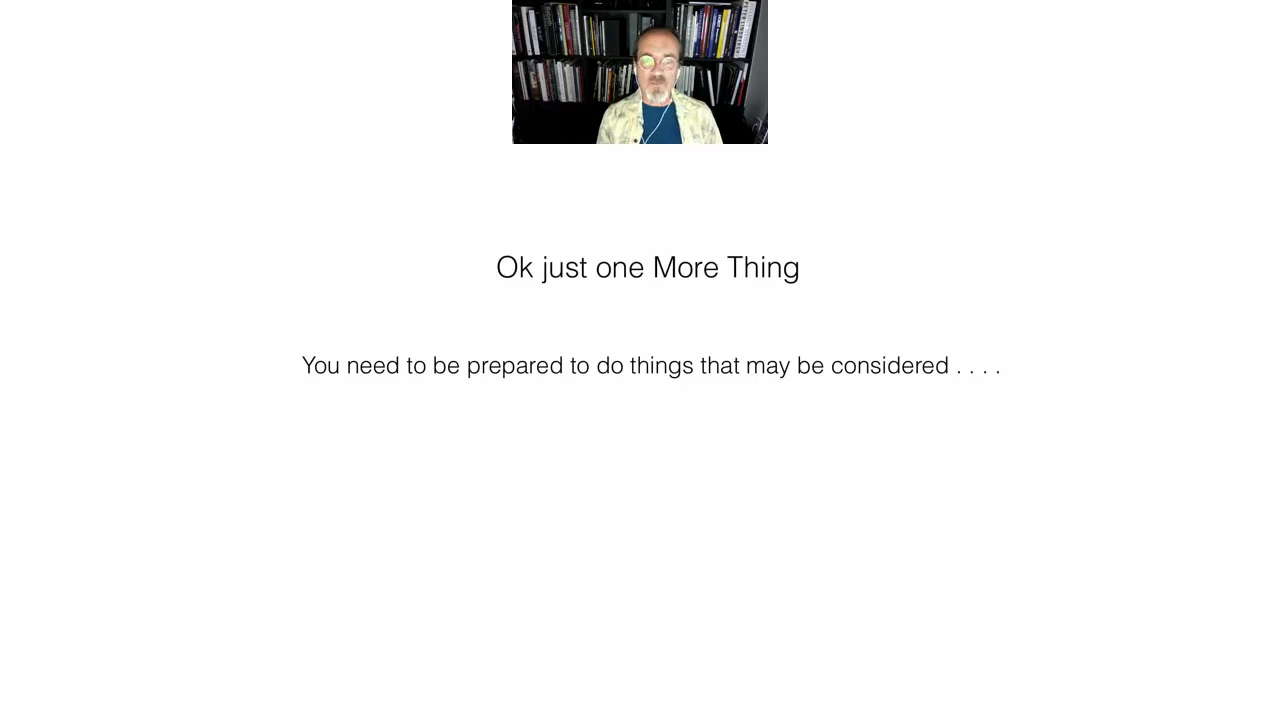 Ok just one More Thing
You need to be prepared to do things that may be considered . . . .